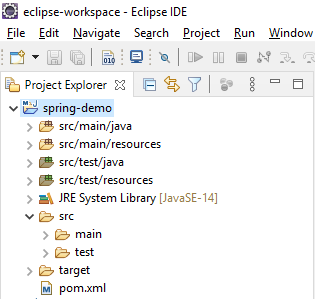 eclipse-workspace - Eclipse IDE
File Edit Navigate Search Project Run Window
Project Explorer
spring-demo
src/main/java
src/main/resources
src/test/java
src/test/resources
JRE System Library [JavaSE-14]
src
main
test
target
pom.xml